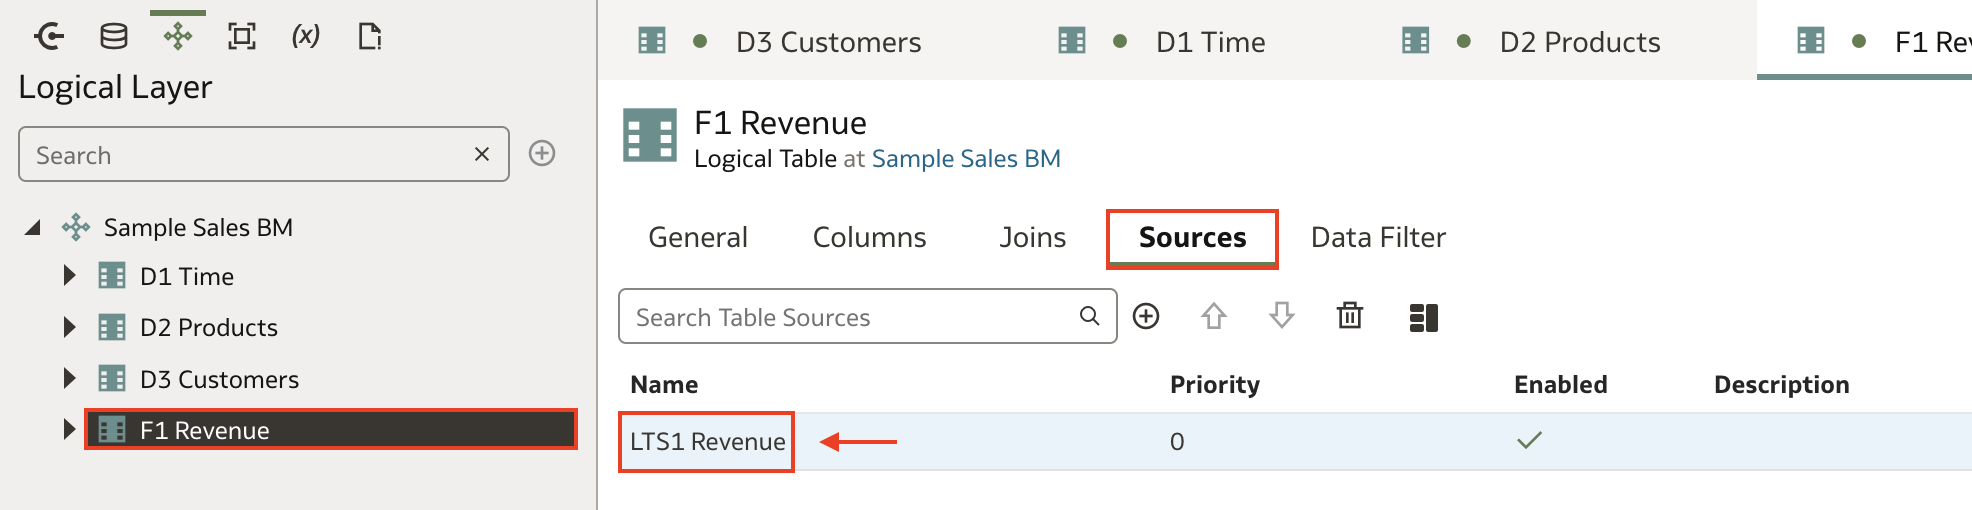 (x)
Logical Layer
Search
Sample Sales BM
D1 Time
D2 Products
D3 Customers
F1 Revenue
D3 Customers
D1 Time
D2 Products
F1 Rev
F1 Revenue
Logical Table at Sample Sales BM
General Columns Joins Sources Data Filter
Search Table Sources
Name Priority Enabled Description
LTS1 Revenue 0